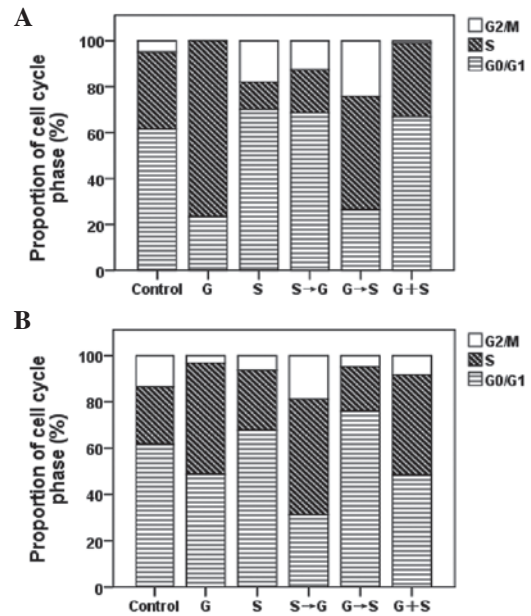 A
Proportion of cell cycle
phase (%)
100
80
60
40
20
0
Control G S S→G G→S G+S
G2/M
S
G0/G1
B
Proportion of cell cycle
phase (%)
100
80
60
40
20
0
Control G S S→G G→S G+S
G2/M
S
G0/G1